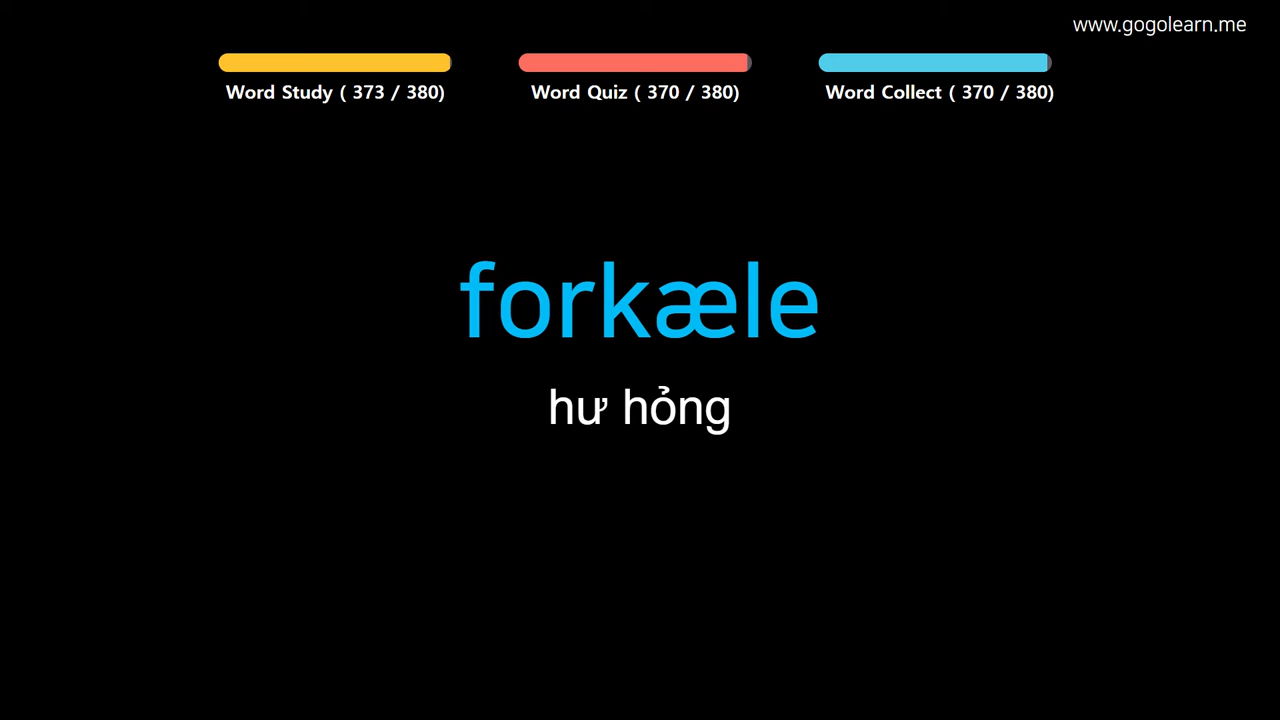 www.gogolearn.me
Word Study ( 373 / 380)
Word Quiz ( 370 / 380)
Word Collect ( 370 / 380)
forkæle
hư hỏng